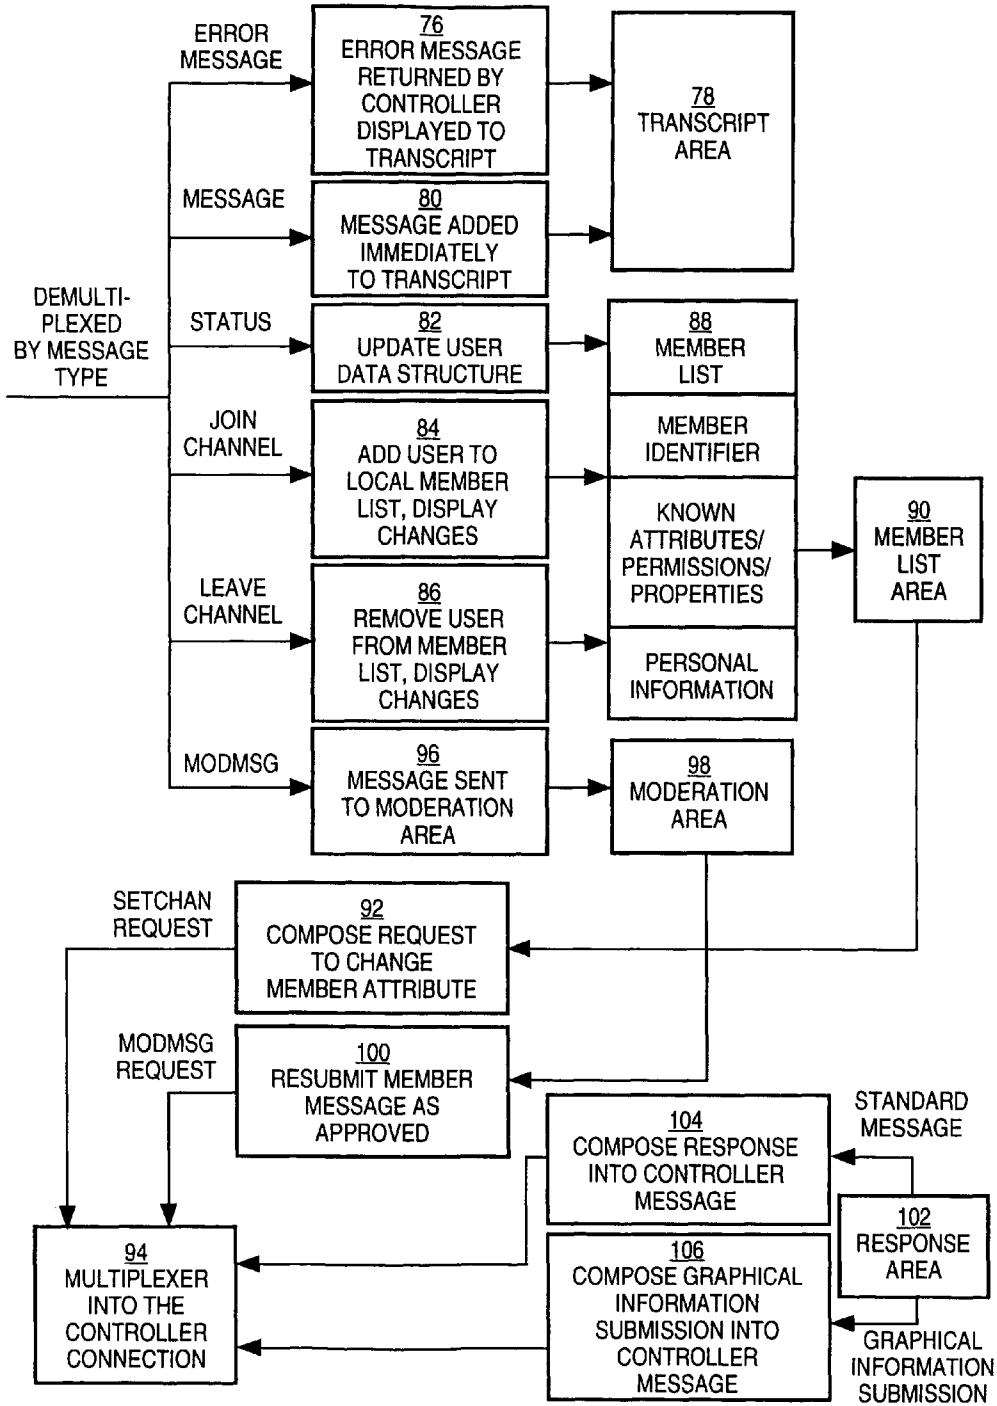 ERROR
MESSAGE
76
ERROR MESSAGE
RETURNED BY
CONTROLLER
DISPLAYED TO
TRANSCRIPT
78
TRANSCRIPT
AREA
MESSAGE
80
MESSAGE ADDED
IMMEDIATELY
TO TRANSCRIPT
DEMULTI-
PLEXED
BY MESSAGE
TYPE
STATUS
82
UPDATE USER
DATA STRUCTURE
88
MEMBER
LIST
JOIN
CHANNEL
84
ADD USER TO
LOCAL MEMBER
LIST, DISPLAY
CHANGES
MEMBER
IDENTIFIER
KNOWN
ATTRIBUTES/
PERMISSIONS/
PROPERTIES
90
MEMBER
LIST
AREA
LEAVE
CHANNEL
86
REMOVE USER
FROM MEMBER
LIST, DISPLAY
CHANGES
PERSONAL
INFORMATION
MODMSG
96
MESSAGE SENT
TO MODERATION
AREA
98
MODERATION
AREA
SETCHAN
REQUEST
92
COMPOSE REQUEST
TO CHANGE
MEMBER ATTRIBUTE
MODMSG
REQUEST
100
RESUBMIT MEMBER
MESSAGE AS
APPROVED
104
COMPOSE RESPONSE
INTO CONTROLLER
MESSAGE
STANDARD
MESSAGE
102
RESPONSE
AREA
94
MULTIPLEXER
INTO THE
CONTROLLER
CONNECTION
106
COMPOSE GRAPHICAL
INFORMATION
SUBMISSION INTO
CONTROLLER
MESSAGE
GRAPHICAL
INFORMATION
SUBMISSION